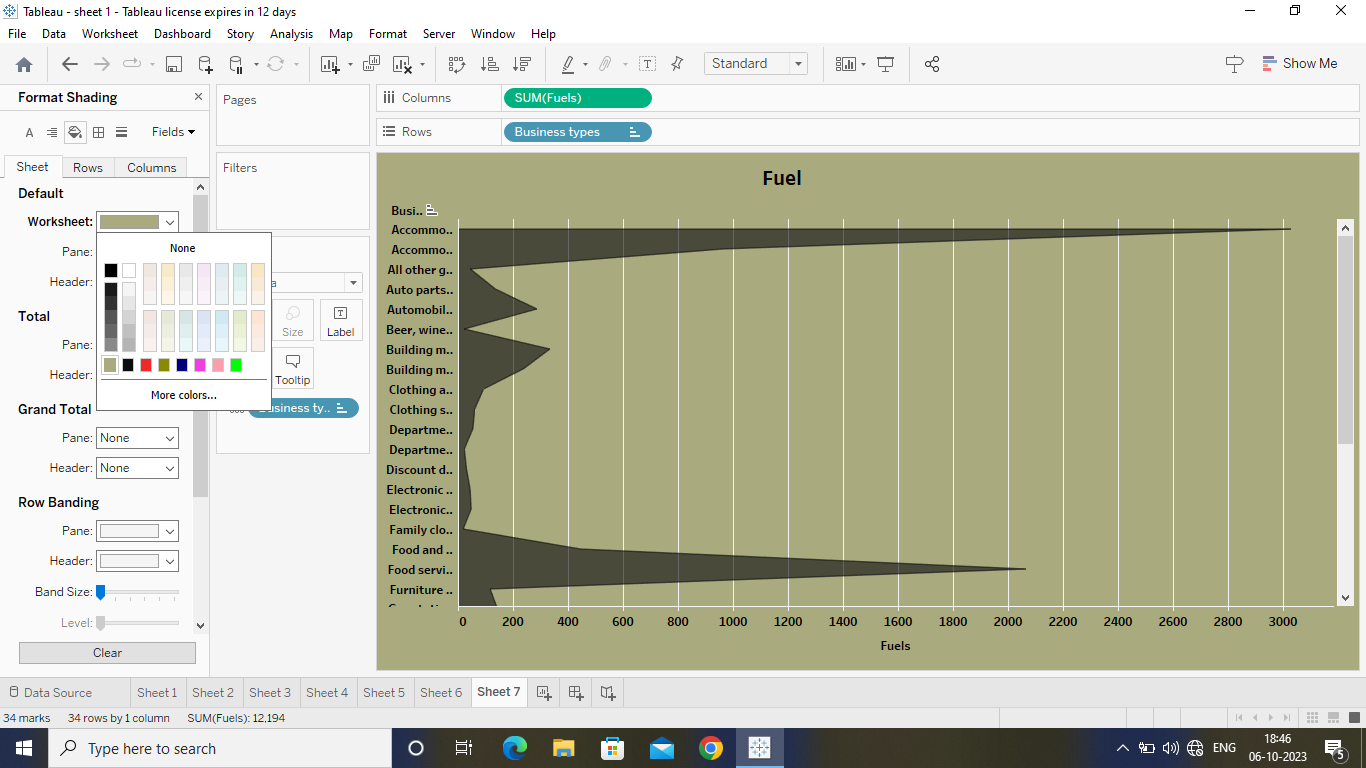 Tableau - sheet 1 - Tableau license expires in 12 days
File Data Worksheet Dashboard Story Analysis Map Format Server Window Help
Standard
Show Me
Format Shading
Fields
Sheet Rows Columns
Default
Worksheet:
Pane:
Header:
None
More colors...
Total
Pane:
Header:
Grand Total
Pane: None
Header: None
Row Banding
Pane:
Header:
Band Size:
Level:
Clear
Pages
Filters
Size
Label
Tooltip
Business ty..
Columns SUM(Fuels)
Rows Business types
Fuel
Busi..
Accommo..
Accommo..
All other g..
Auto parts..
Automobil..
Beer, wine..
Building m..
Building m..
Clothing a..
Clothing s..
Departme..
Departme..
Discount d..
Electronic ..
Electronic..
Family clo..
Food and ..
Food servi..
Furniture ..
0 200 400 600 800 1000 1200 1400 1600 1800 2000 2200 2400 2600 2800 3000
Fuels
Data Source Sheet 1 Sheet 2 Sheet 3 Sheet 4 Sheet 5 Sheet 6 Sheet 7
34 marks 34 rows by 1 column SUM(Fuels): 12,194
Type here to search
ENG
18:46
06-10-2023
5